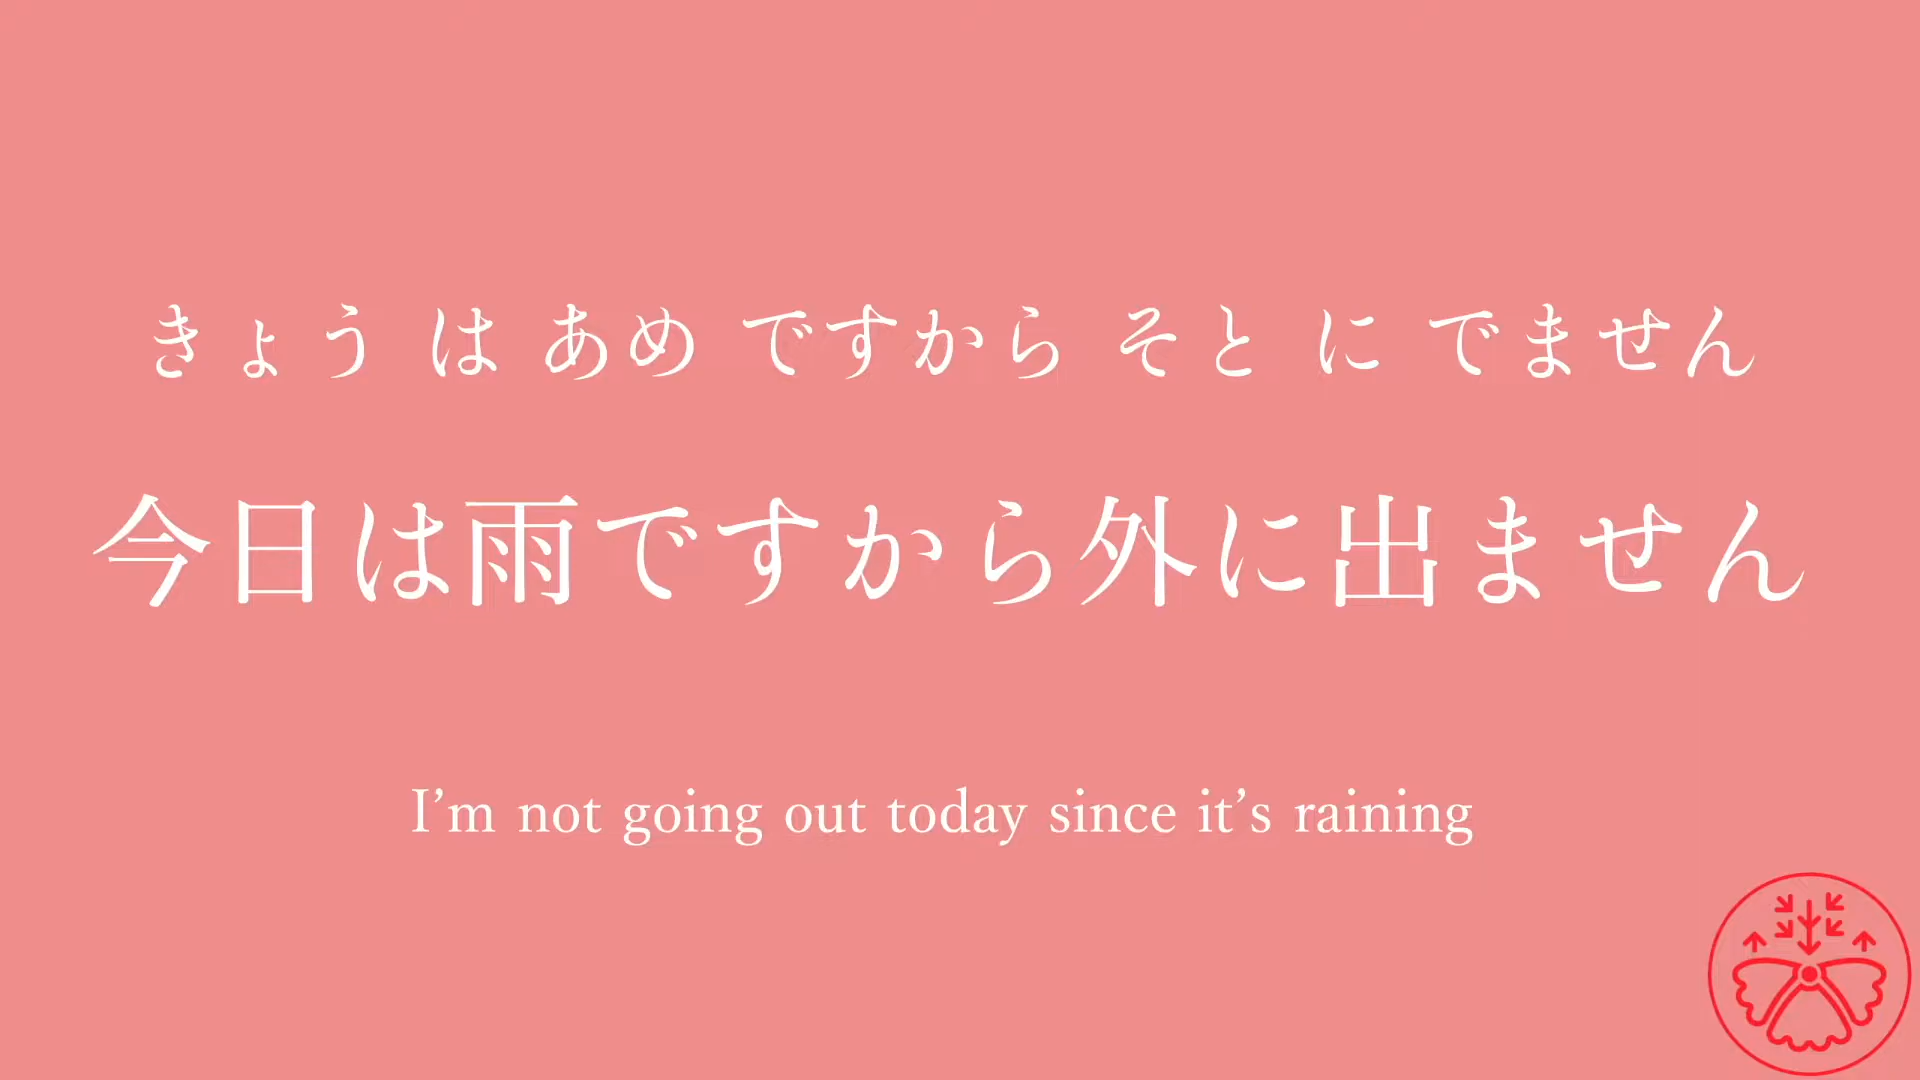 きょう は あめ ですから そと に でません
今日は雨ですから外に出ません
I’m not going out today since it’s raining